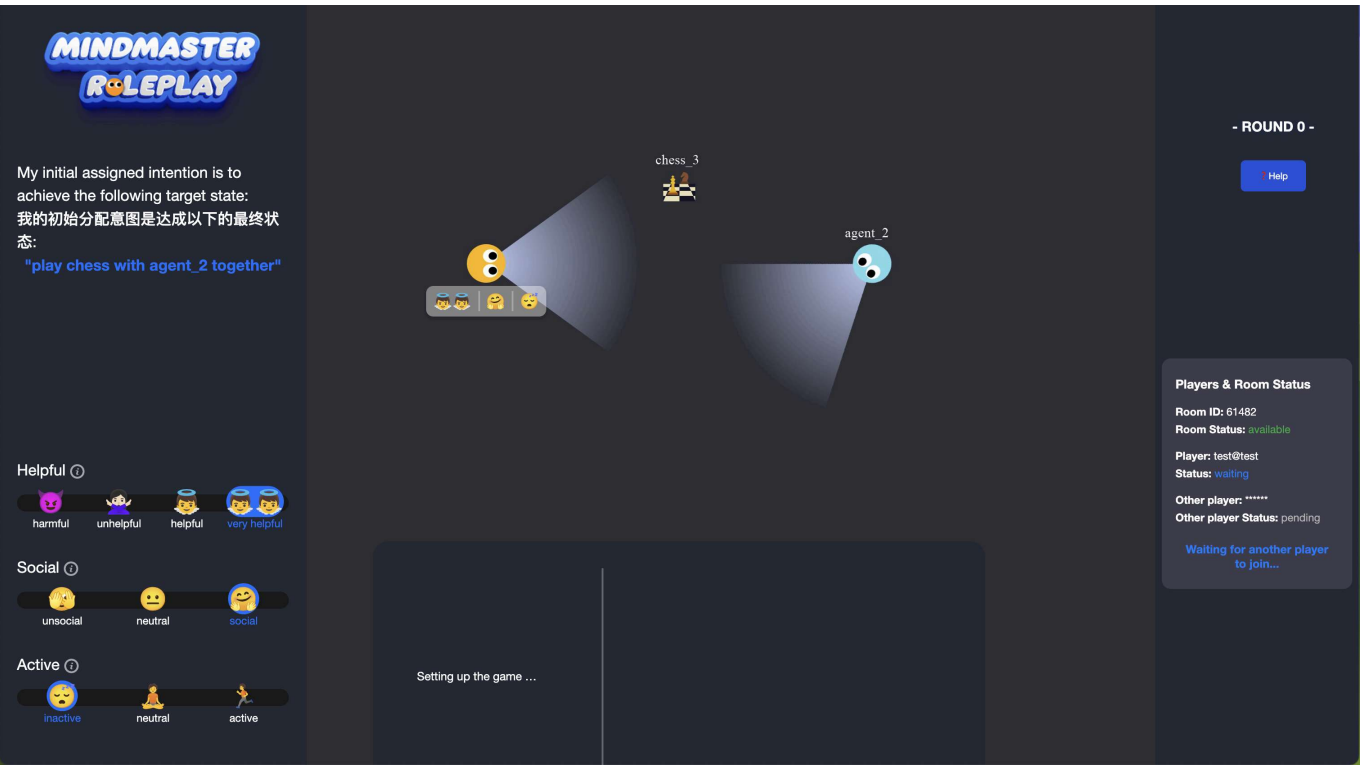 MINDMASTER
ROLEPLAY
My initial assigned intention is to
achieve the following target state:
我的初始分配意图是达成以下的最终状
态:
"play chess with agent_2 together"
Helpful
harmful unhelpful helpful very helpful
Social
unsocial neutral social
Active
inactive neutral active
chess_3
agent_2
Setting up the game ...
- ROUND 0 -
Help
Players & Room Status
Room ID: 61482
Room Status: available
Player: test@test
Status: waiting
Other player: ******
Other player Status: pending
Waiting for another player
to join...